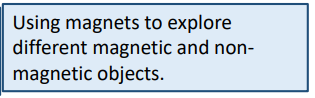 Using magnets to explore
different magnetic and non-
magnetic objects.